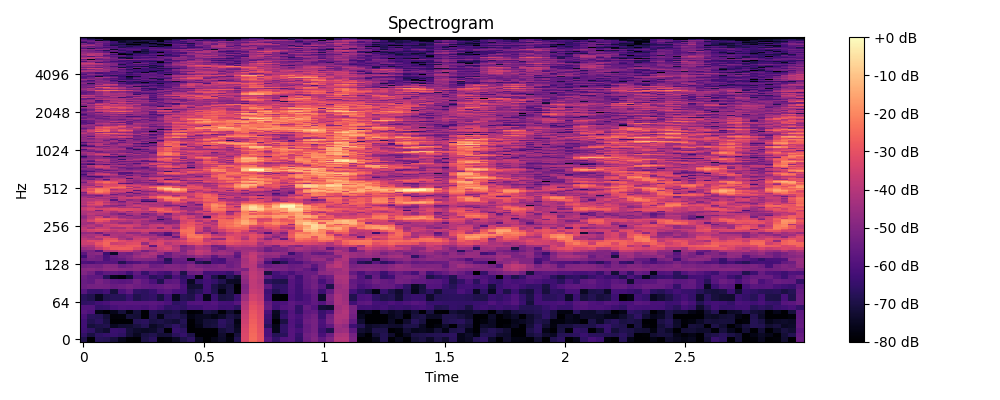 Spectrogram
Hz
4096
2048
1024
512
256
128
64
0
0
0.5
1
1.5
2
2.5
Time
+0 dB
-10 dB
-20 dB
-30 dB
-40 dB
-50 dB
-60 dB
-70 dB
-80 dB